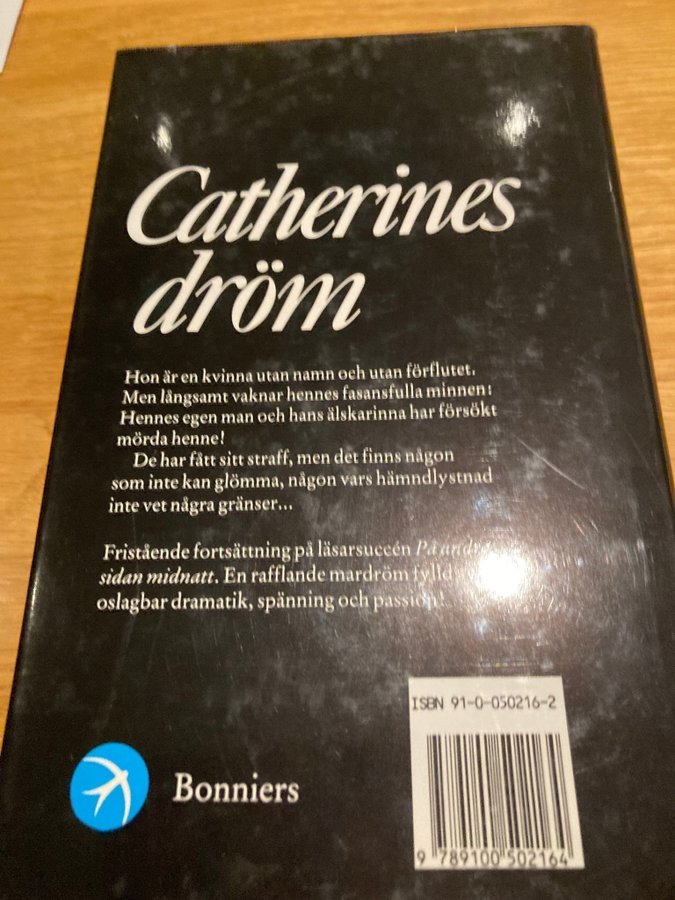 Catherines
dröm
Hon är en kvinna utan namn och utan förflutet.
Men långsamt vaknar hennes fasansfulla minnen:
Hennes egen man och hans älskarinna har försökt
mörda henne!
De har fått sitt straff, men det finns någon
som inte kan glömma, någon vars hämndlystnad
inte vet några gränser...
Fristående fortsättning på läsarsuccén På andra
sidan midnatt. En rafflande mardröm fylld
oslagbar dramatik, spänning och passion!
ISBN 91-0-050216-2
Bonniers
9 789100 502164